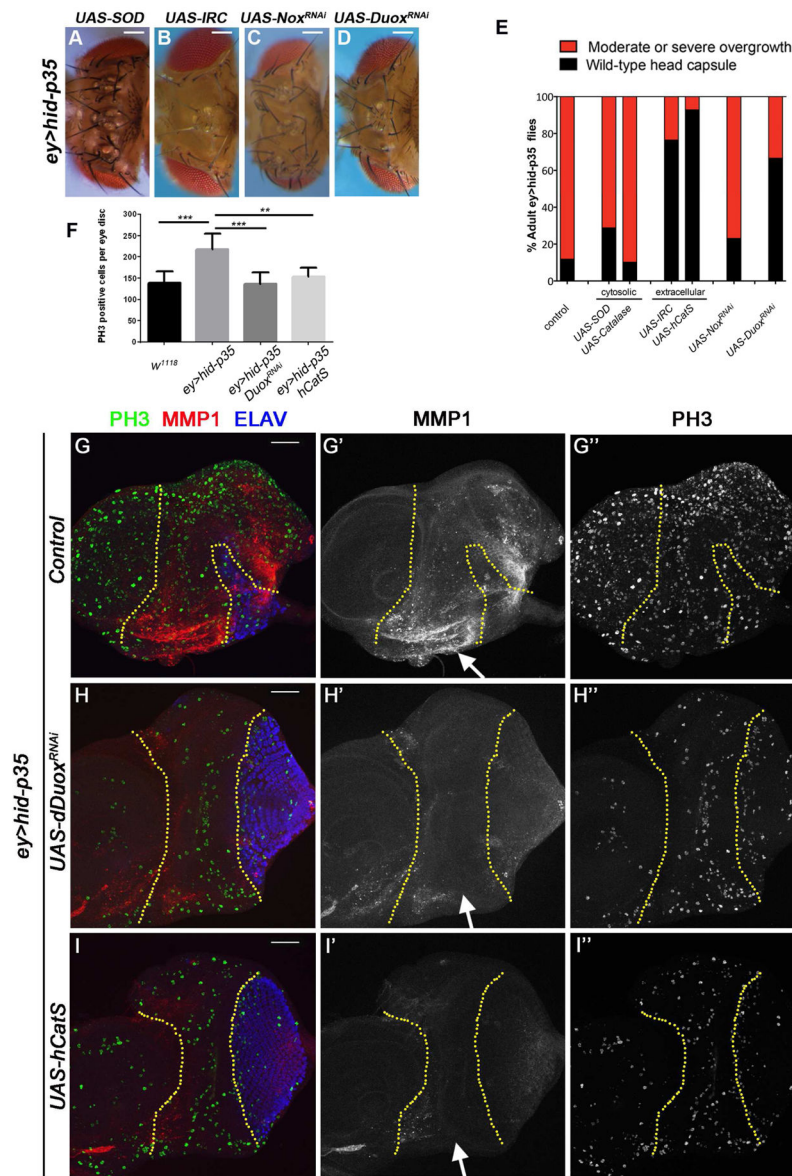 UAS-SOD UAS-IRC UAS-Nox^RNAi UAS-Duox^RNAi
A B C D
ey>hid-p35
E
Moderate or severe overgrowth
Wild-type head capsule
% Adult ey>hid-p35 flies
100
80
60
40
20
0
control
UAS-SOD
UAS-Catalase
cytosolic
UAS-IRC
UAS-hCatS
extracellular
UAS-Nox^RNAi
UAS-Duox^RNAi
F
PH3 positive cells per eye disc
300
250
200
150
100
50
0
*** *** **
w^1118
ey>hid-p35
ey>hid-p35
Duox^RNAi
ey>hid-p35
hCatS
PH3 MMP1 ELAV MMP1 PH3
ey>hid-p35
Control
G G' G''
UAS-dDuox^RNAi
H H' H''
UAS-hCatS
I I' I''